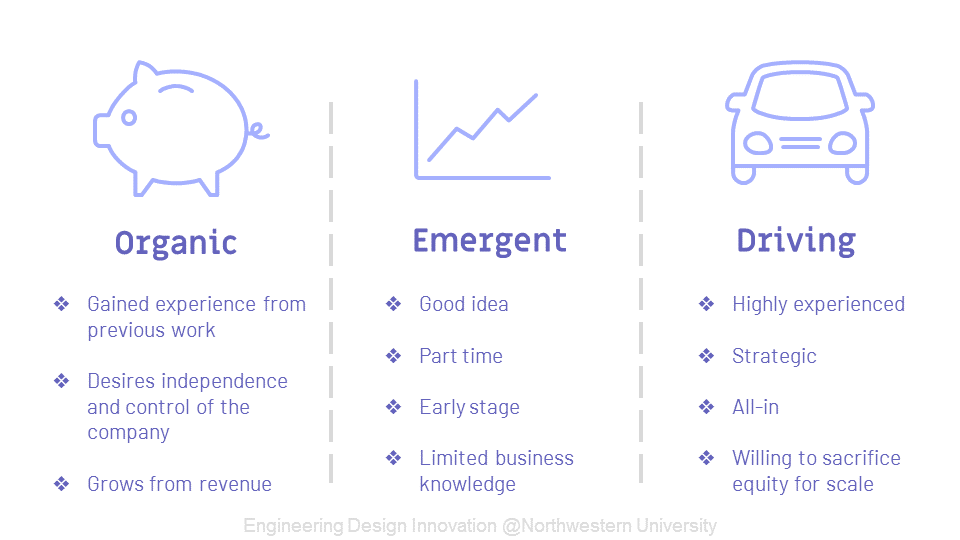 Organic
❖ Gained experience from
previous work
❖ Desires independence
and control of the
company
❖ Grows from revenue
Emergent
❖ Good idea
❖ Part time
❖ Early stage
❖ Limited business
knowledge
Driving
❖ Highly experienced
❖ Strategic
❖ All-in
❖ Willing to sacrifice
equity for scale
Engineering Design Innovation @Northwestern University